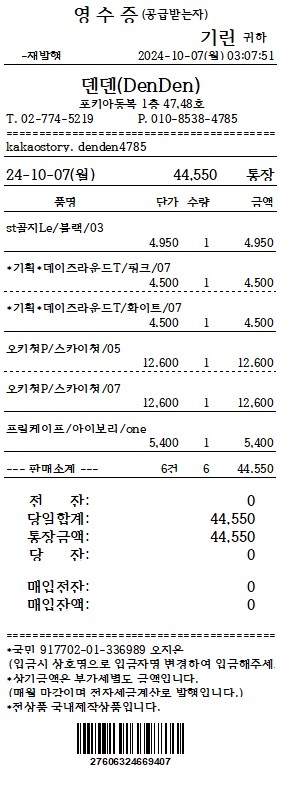 영 수 증 (공급받는자)
기린 귀하
-재발행 2024-10-07(월) 03:07:51
덴덴(DenDen)
포키아동복 1층 47,48호
T. 02-774-5219 P. 010-8538-4785
==========================================
kakaostory. denden4785
24-10-07(월) 44,550 통장
품명 단가 수량 금액
st골지Le/블랙/03
4,950 1 4,950
*기획*데이즈라운드T/핑크/07
4,500 1 4,500
*기획*데이즈라운드T/화이트/07
4,500 1 4,500
오키쳇P/스카이쳇/05
12,600 1 12,600
오키쳇P/스카이쳇/07
12,600 1 12,600
프릴케이프/아이보리/one
5,400 1 5,400
--- 판매소계 --- 6건 6 44,550
전 잔: 0
당일합계: 44,550
통장금액: 44,550
당 잔: 0
매입전잔: 0
매입잔액: 0
==========================================
*국민 917702-01-336989 오지은
(입금시 상호명으로 입금자명 변경하여 입금해주세.
*상기금액은 부가세별도 금액입니다.
(매월 마감이며 전자세금계산로 발행입니다.)
*전상품 국내제작상품입니다.
27606324669407